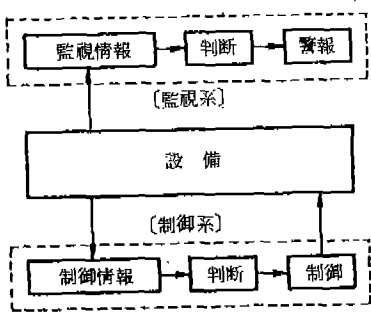 監視情報 判断 警報
〔監視系〕
設備
〔制御系〕
制御情報 判断 制御